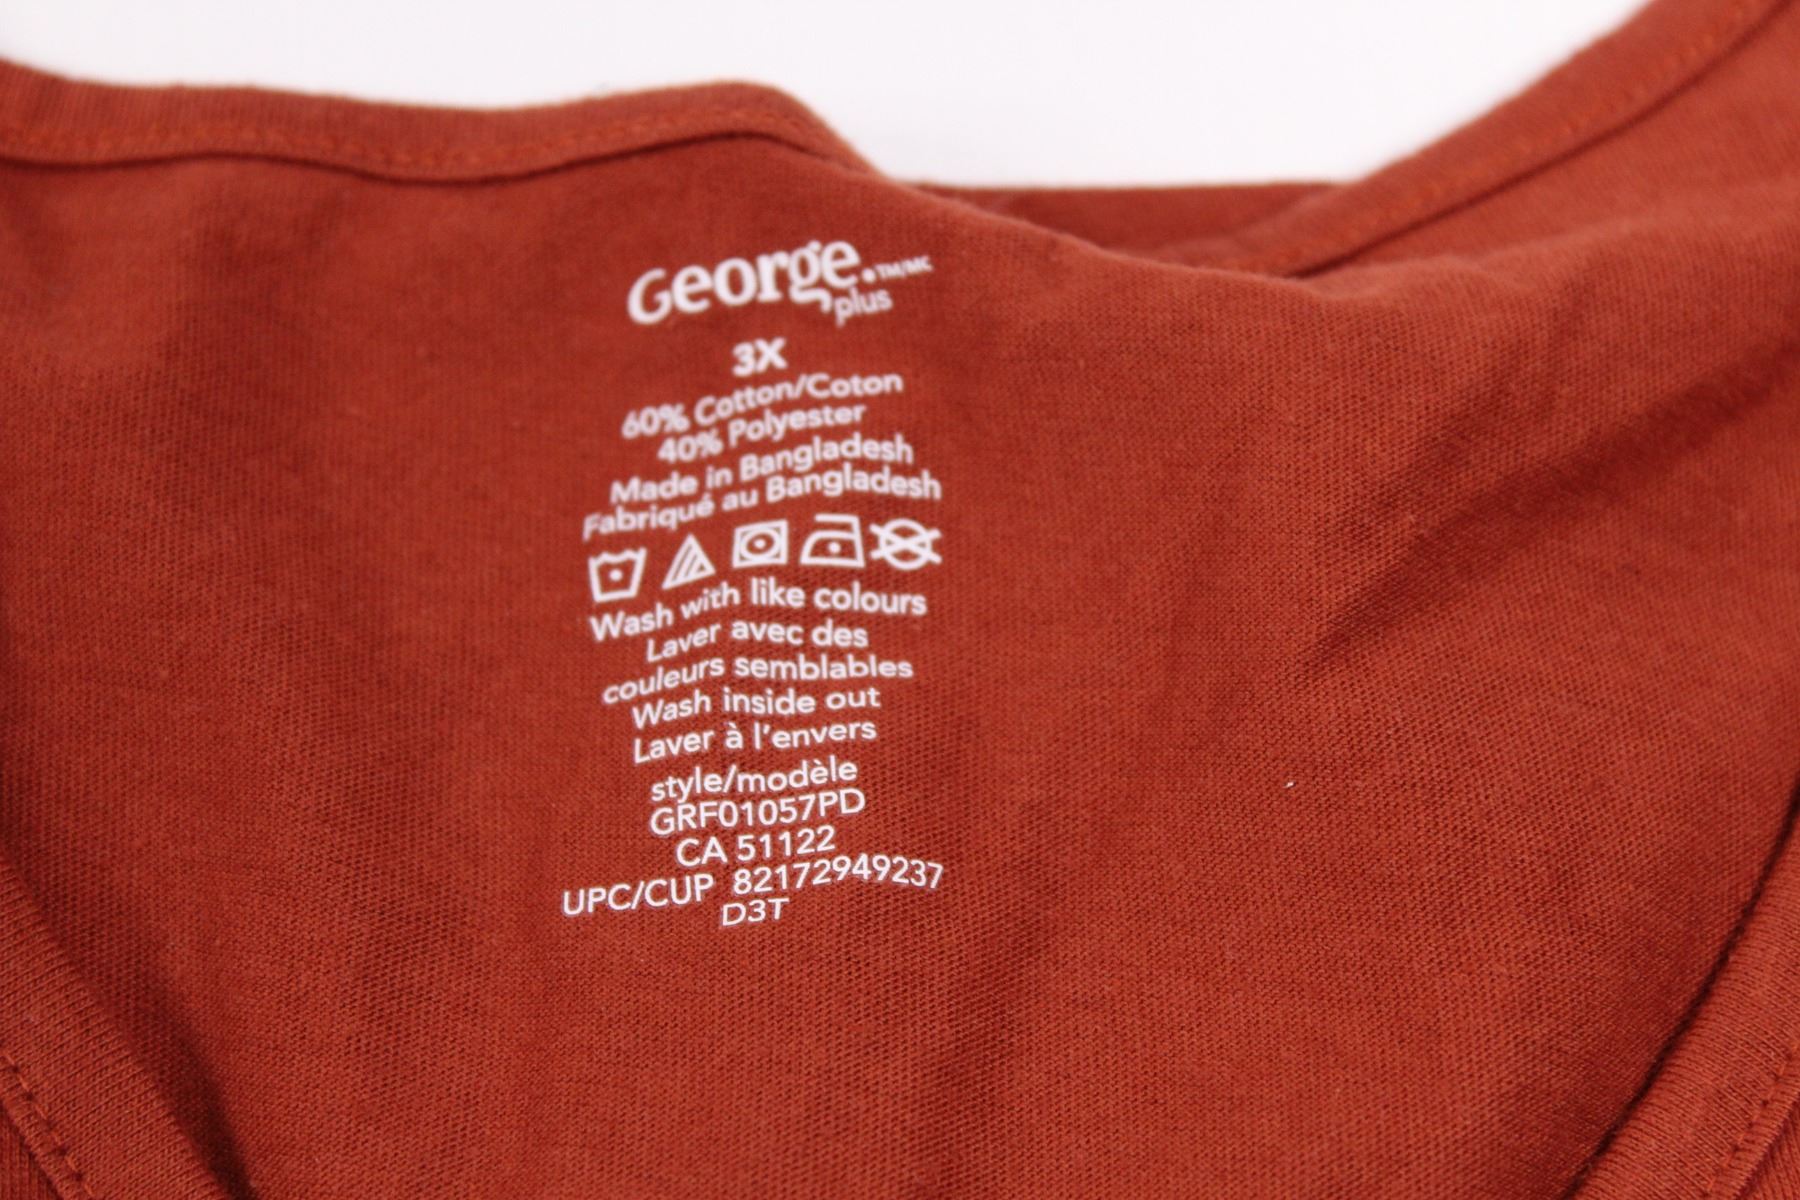 George.™/MC
plus
3X
60% Cotton/Coton
40% Polyester
Made in Bangladesh
Fabriqué au Bangladesh
Wash with like colours
Laver avec des
couleurs semblables
Wash inside out
Laver à l'envers
style/modèle
GRF01057PD
CA 51122
UPC/CUP 82172949237
D3T